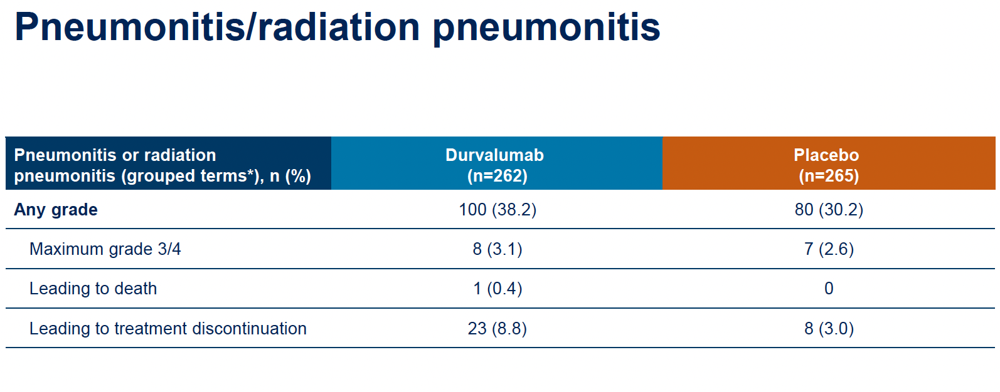 Pneumonitis/radiation pneumonitis
Pneumonitis or radiation
pneumonitis (grouped terms*), n (%)
Durvalumab
(n=262)
Placebo
(n=265)
Any grade 100 (38.2) 80 (30.2)
Maximum grade 3/4 8 (3.1) 7 (2.6)
Leading to death 1 (0.4) 0
Leading to treatment discontinuation 23 (8.8) 8 (3.0)